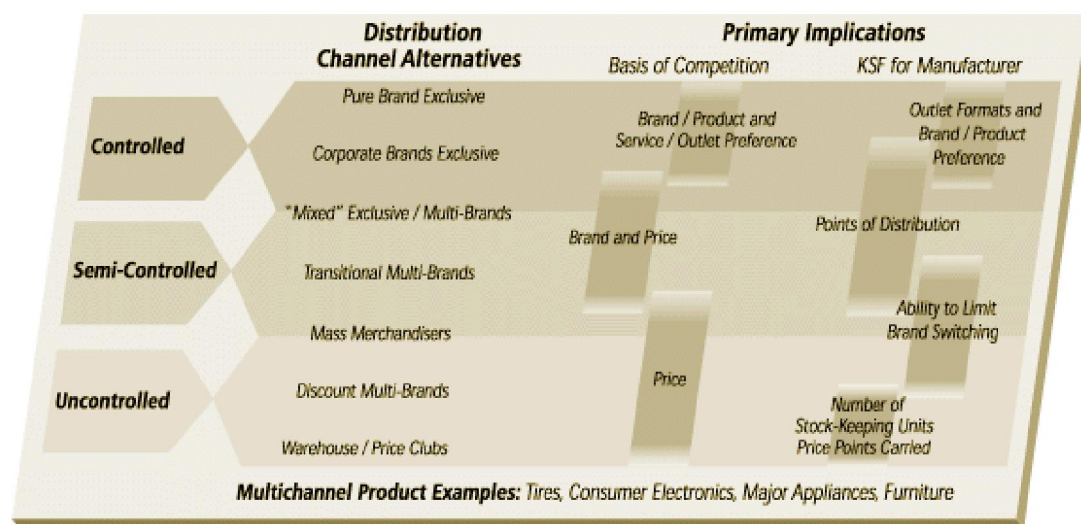 Distribution
Channel Alternatives
Primary Implications
Basis of Competition
KSF for Manufacturer
Controlled
Pure Brand Exclusive
Corporate Brands Exclusive
Brand / Product and
Service / Outlet Preference
Outlet Formats and
Brand / Product
Preference
"Mixed" Exclusive / Multi-Brands
Semi-Controlled
Transitional Multi-Brands
Mass Merchandisers
Brand and Price
Points of Distribution
Ability to Limit
Brand Switching
Uncontrolled
Discount Multi-Brands
Warehouse / Price Clubs
Price
Number of
Stock-Keeping Units
Price Points Carried
Multichannel Product Examples: Tires, Consumer Electronics, Major Appliances, Furniture